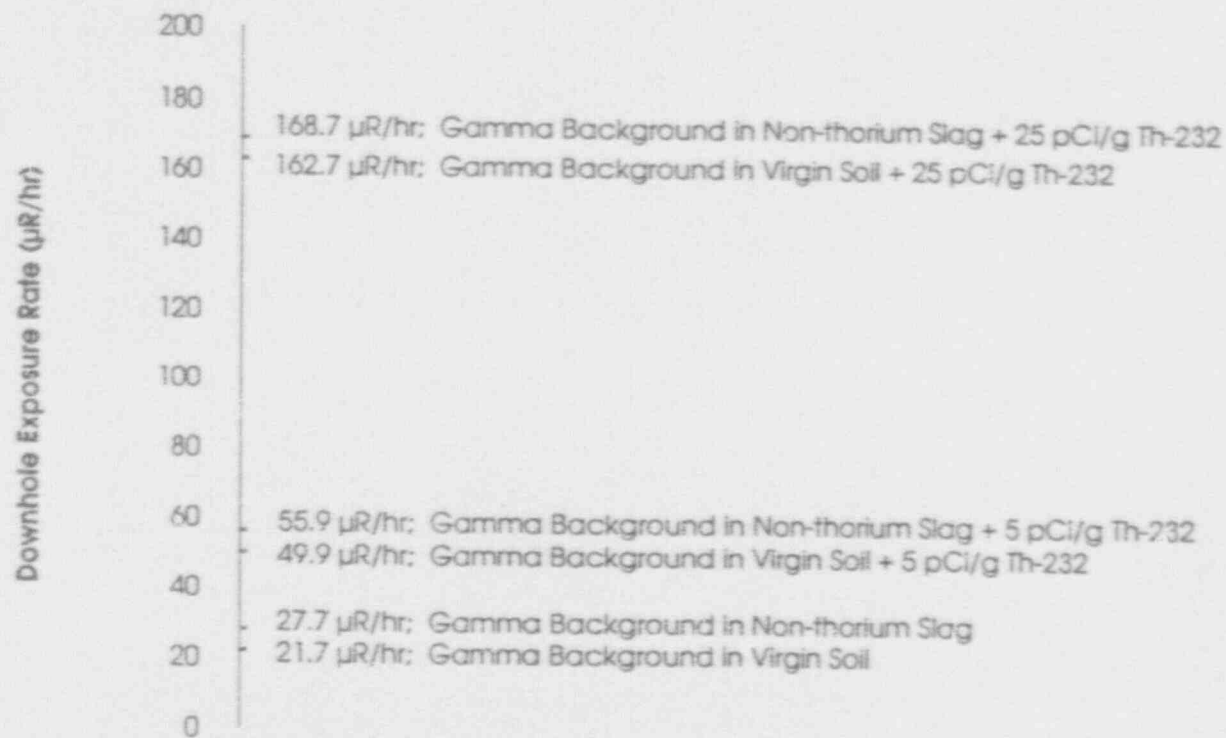 Downhole Exposure Rate (µR/hr)
200
180
168.7 µR/hr; Gamma Background in Non-thorium Slag + 25 pCi/g Th-232
160
162.7 µR/hr; Gamma Background in Virgin Soil + 25 pCi/g Th-232
140
120
100
80
60
55.9 µR/hr; Gamma Background in Non-thorium Slag + 5 pCi/g Th-232
49.9 µR/hr; Gamma Background in Virgin Soil + 5 pCi/g Th-232
40
27.7 µR/hr; Gamma Background in Non-thorium Slag
20
21.7 µR/hr; Gamma Background in Virgin Soil
0